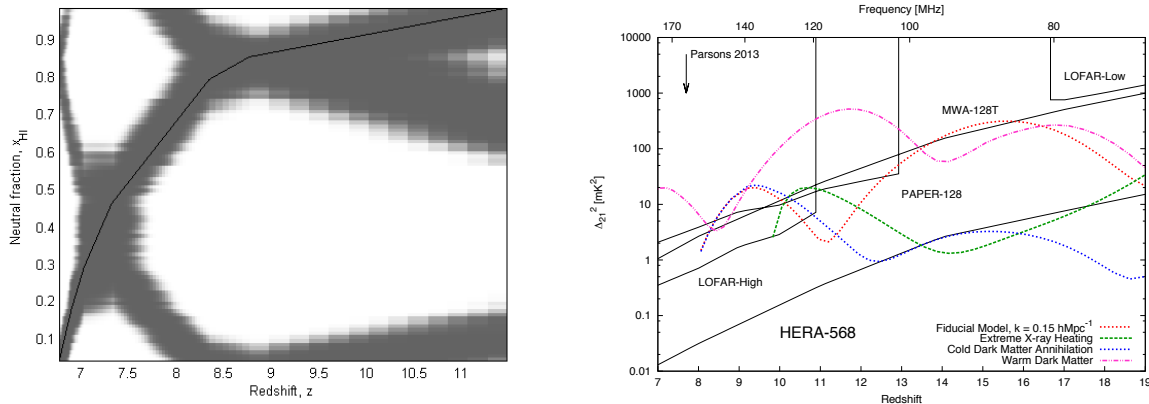 Neutral fraction, x_HI
0.9
0.8
0.7
0.6
0.5
0.4
0.3
0.2
0.1
7 7.5 8 8.5 9 9.5 10 10.5 11
Redshift, z
Frequency [MHz]
160 140 120 100 80
Δ₂₁² [mK²]
10000
1000
100
10
1
0.1
0.01
Parsons 2013
LOFAR-Low
MWA-128T
PAPER-128
LOFAR-High
HERA-568
Fiducial Model, k = 0.15 hMpc⁻¹
Extreme X-ray Heating
Cold Dark Matter Annihilation
Warm Dark Matter
7 8 9 10 11 12 13 14 15 16 17 18 19
Redshift